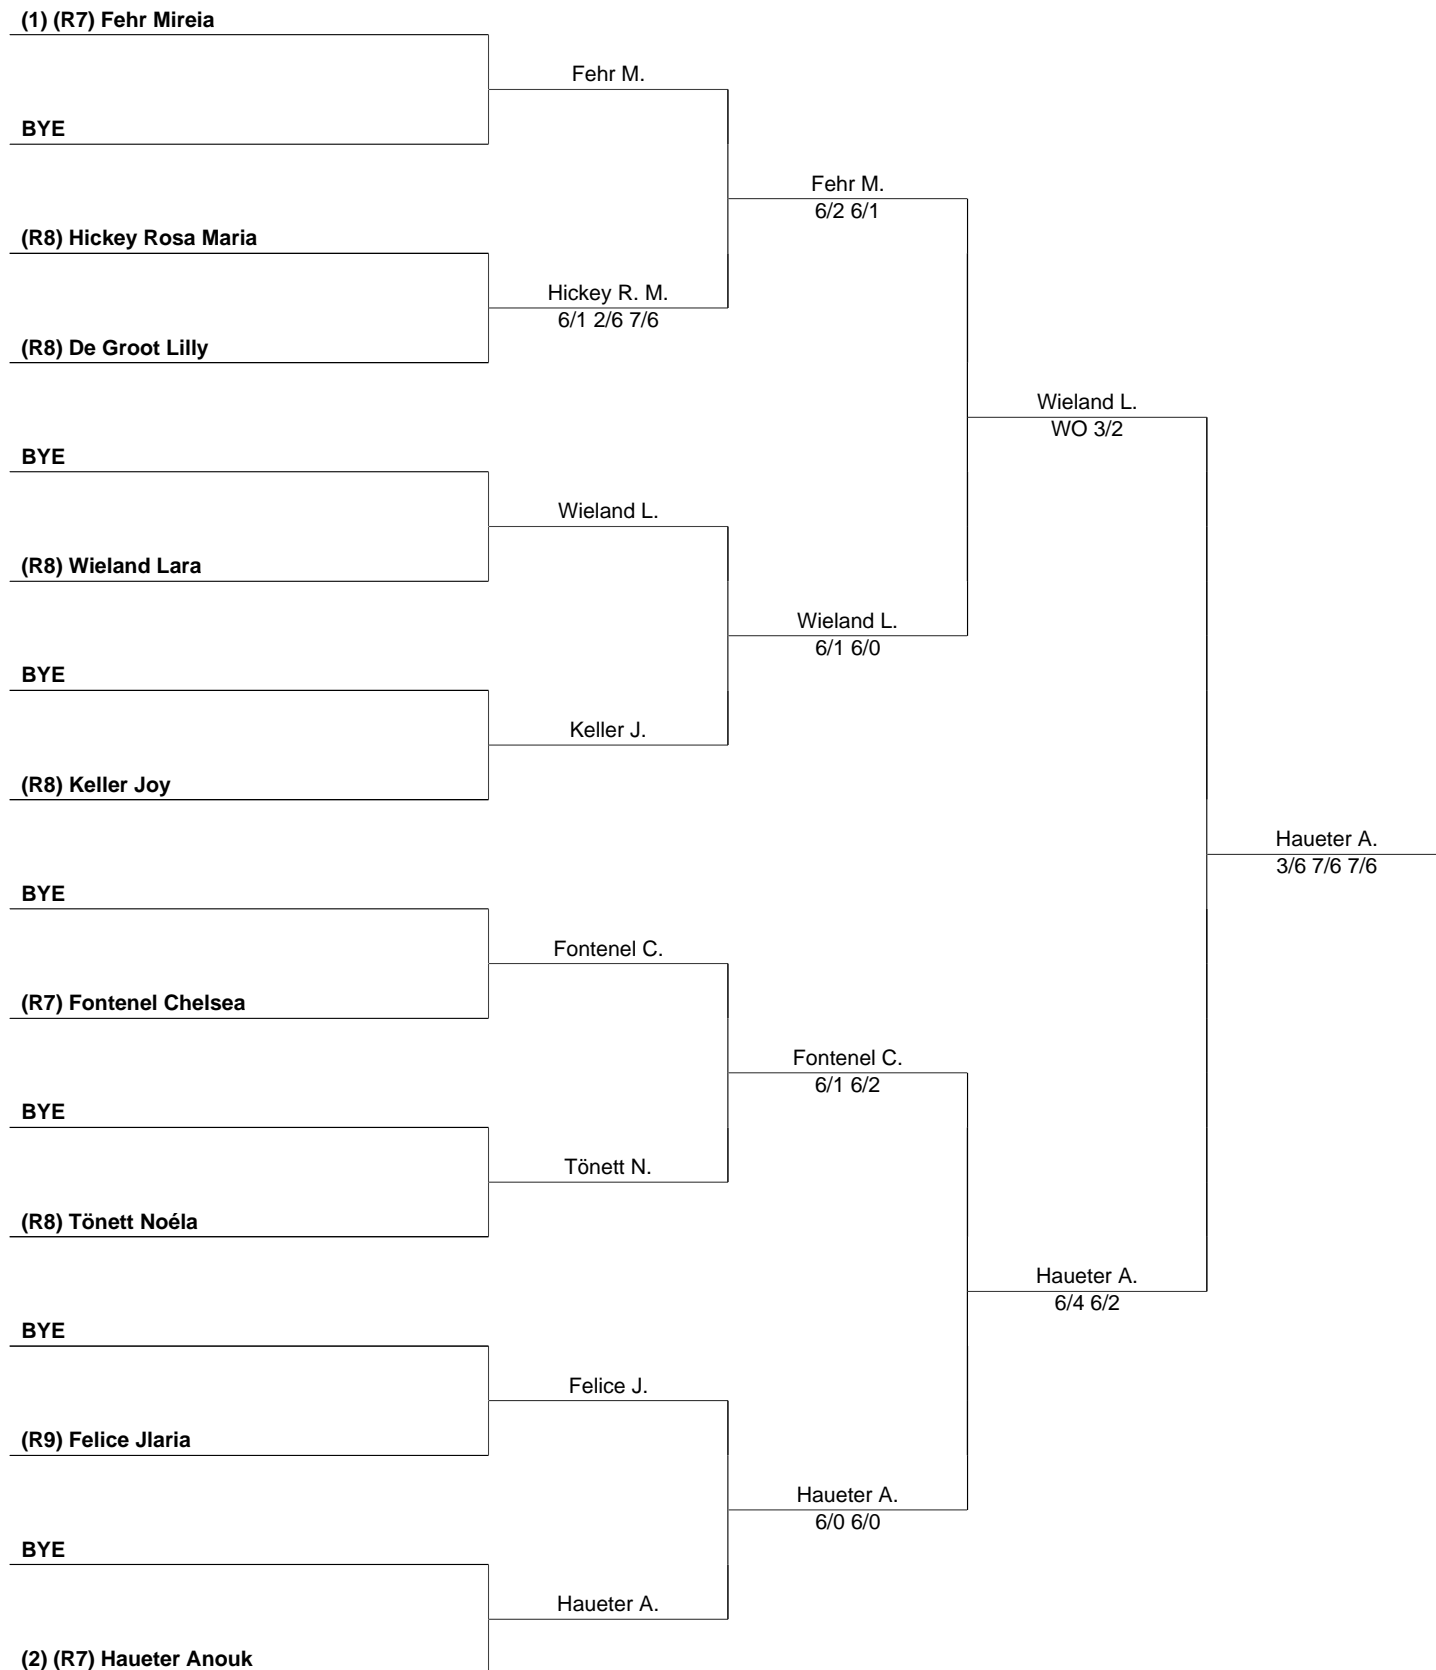 (1) (R7) Fehr Mireia
Fehr M.
BYE
Fehr M.
6/2 6/1
(R8) Hickey Rosa Maria
Hickey R. M.
6/1 2/6 7/6
(R8) De Groot Lilly
Wieland L.
WO 3/2
BYE
Wieland L.
(R8) Wieland Lara
Wieland L.
6/1 6/0
BYE
Keller J.
(R8) Keller Joy
Haueter A.
3/6 7/6 7/6
BYE
Fontenel C.
(R7) Fontenel Chelsea
Fontenel C.
6/1 6/2
BYE
Tönett N.
(R8) Tönett Noéla
Haueter A.
6/4 6/2
BYE
Felice J.
(R9) Felice Jlaria
Haueter A.
6/0 6/0
BYE
Haueter A.
(2) (R7) Haueter Anouk